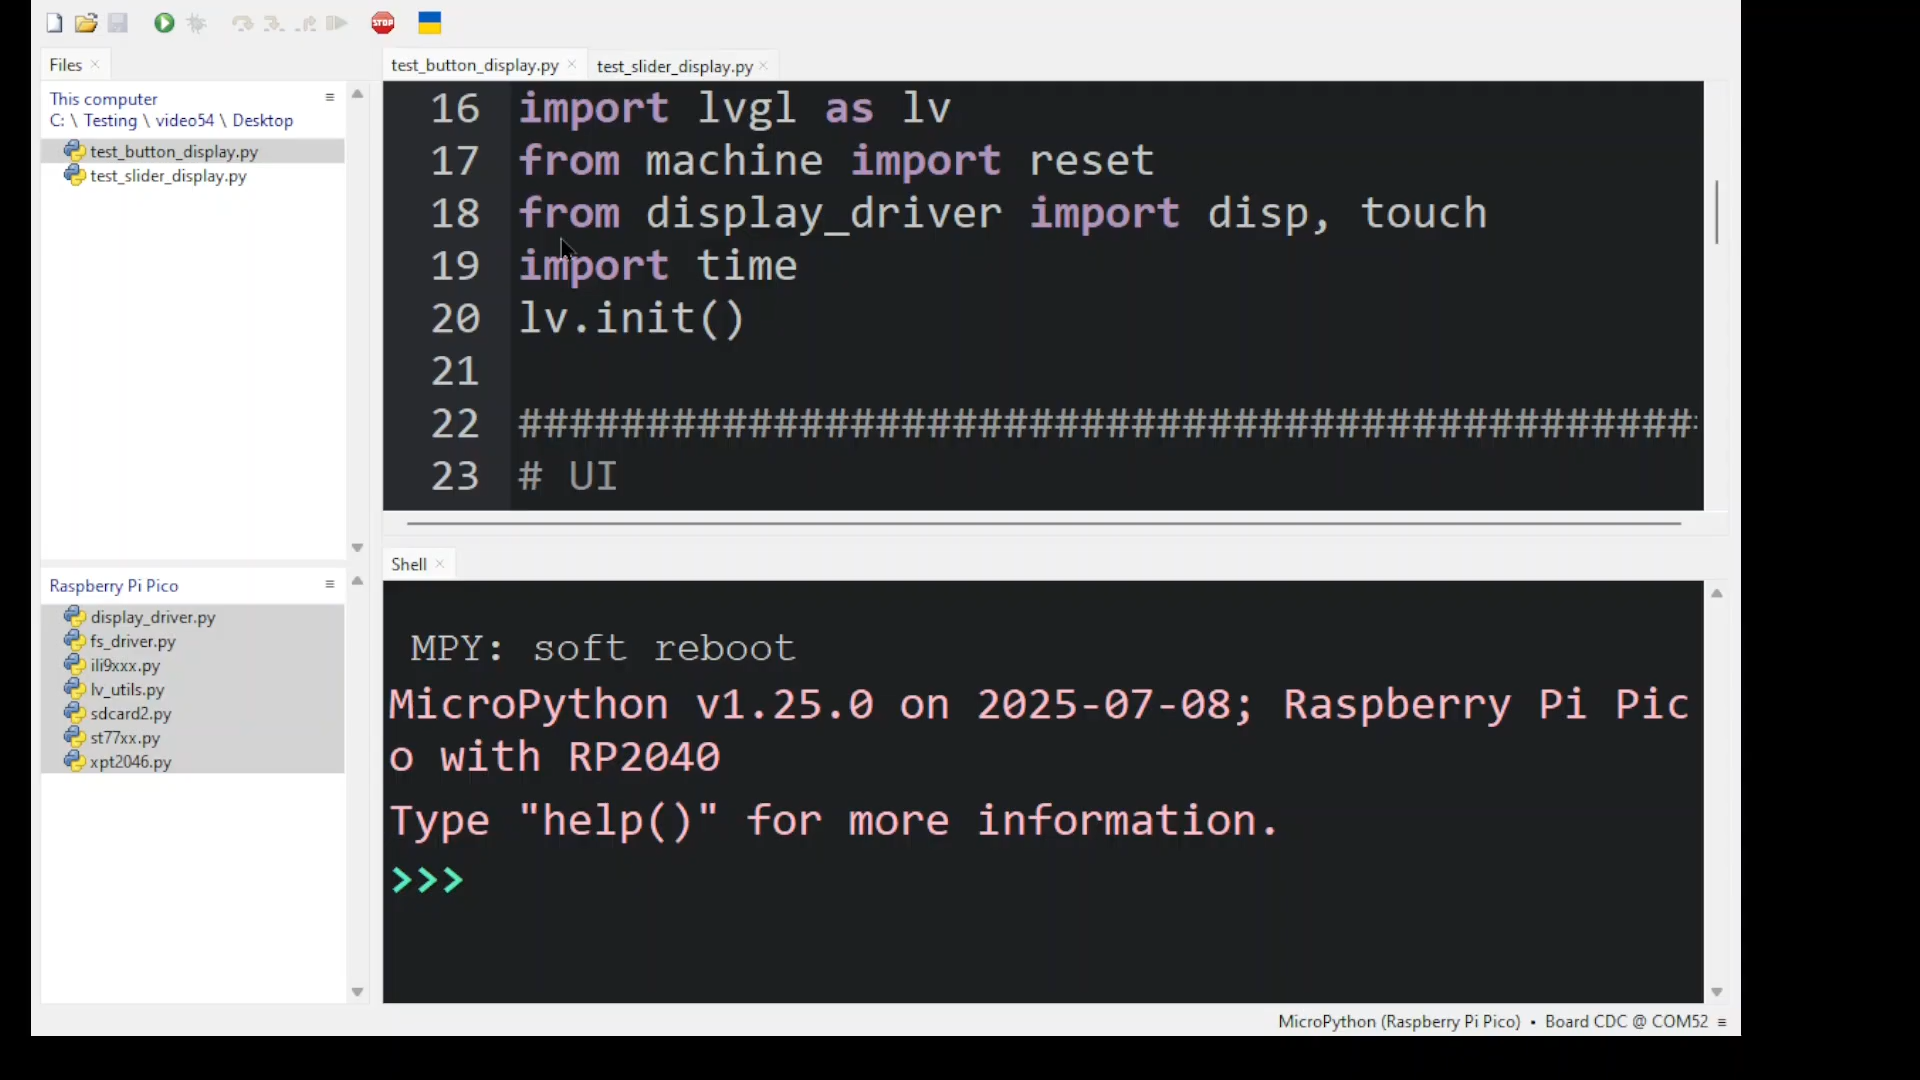 STOP
Files
test_button_display.py
test_slider_display.py
This computer
C: \ Testing \ video54 \ Desktop
test_button_display.py
test_slider_display.py
16 import lvgl as lv
17 from machine import reset
18 from display_driver import disp, touch
19 import time
20 lv.init()
21
22 ##############################################
23 # UI
Raspberry Pi Pico
display_driver.py
fs_driver.py
ili9xxx.py
lv_utils.py
sdcard2.py
st77xx.py
xpt2046.py
Shell
MPY: soft reboot
MicroPython v1.25.0 on 2025-07-08; Raspberry Pi Pic
o with RP2040
Type "help()" for more information.
>>>
MicroPython (Raspberry Pi Pico) • Board CDC @ COM52 ≡